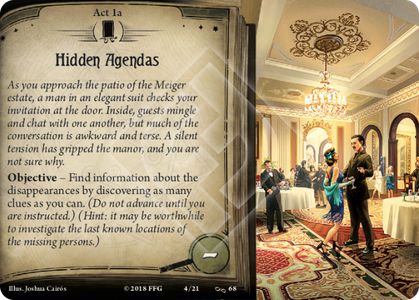 Act 1a
Hidden Agendas
As you approach the patio of the Meiger
estate, a man in an elegant suit checks your
invitation at the door. Inside, guests mingle
and chat with one another, but much of the
conversation is awkward and terse. A silent
tension has gripped the manor, and you are
not sure why.
Objective – Find information about the
disappearances by discovering as many
clues as you can. (Do not advance until you
are instructed.) (Hint: it may be worthwhile
to investigate the last known locations of
the missing persons.)
–
Illus. Joshua Cairós
© 2018 FFG
4/21
68